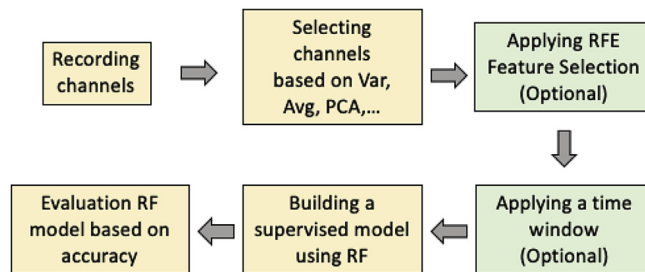 Recording
channels
Selecting
channels
based on Var,
Avg, PCA,...
Applying RFE
Feature Selection
(Optional)
Applying a time
window
(Optional)
Building a
supervised model
using RF
Evaluation RF
model based on
accuracy